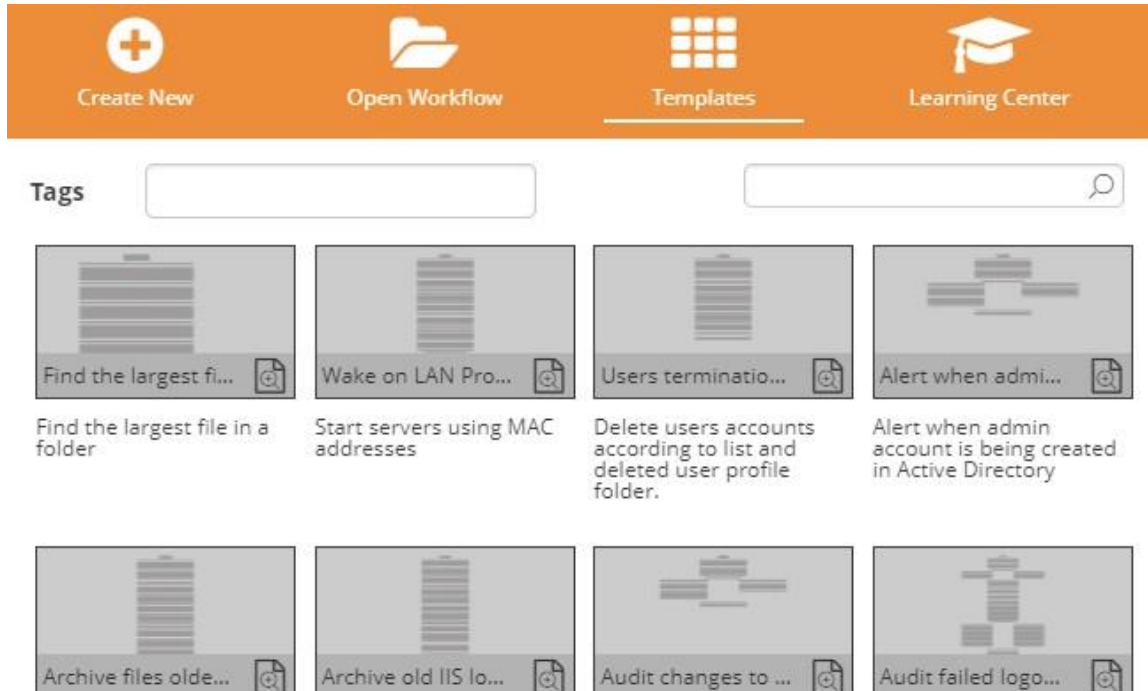 Create New
Open Workflow
Templates
Learning Center
Tags
Find the largest fi...
Wake on LAN Pro...
Users terminatio...
Alert when admi...
Find the largest file in a
folder
Start servers using MAC
addresses
Delete users accounts
according to list and
deleted user profile
folder.
Alert when admin
account is being created
in Active Directory
Archive files olde...
Archive old IIS lo...
Audit changes to ...
Audit failed logo...